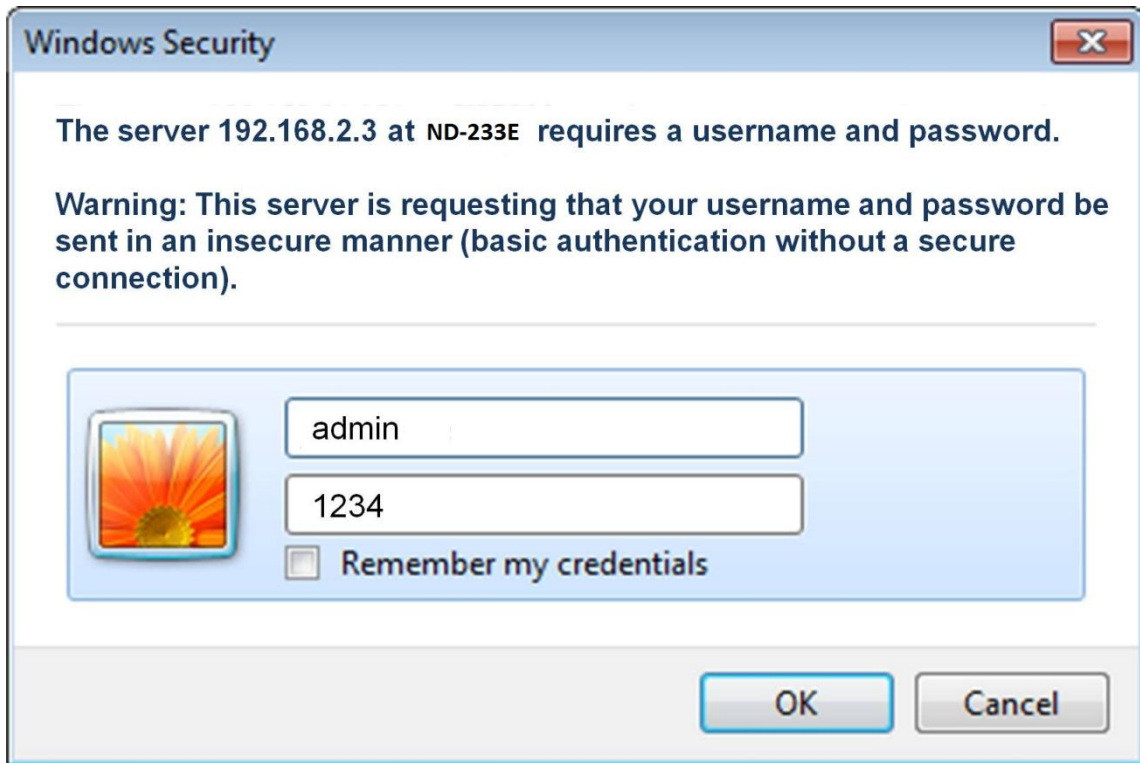 Windows Security
The server 192.168.2.3 at ND-233E requires a username and password.
Warning: This server is requesting that your username and password be
sent in an insecure manner (basic authentication without a secure
connection).
admin
1234
Remember my credentials
OK
Cancel